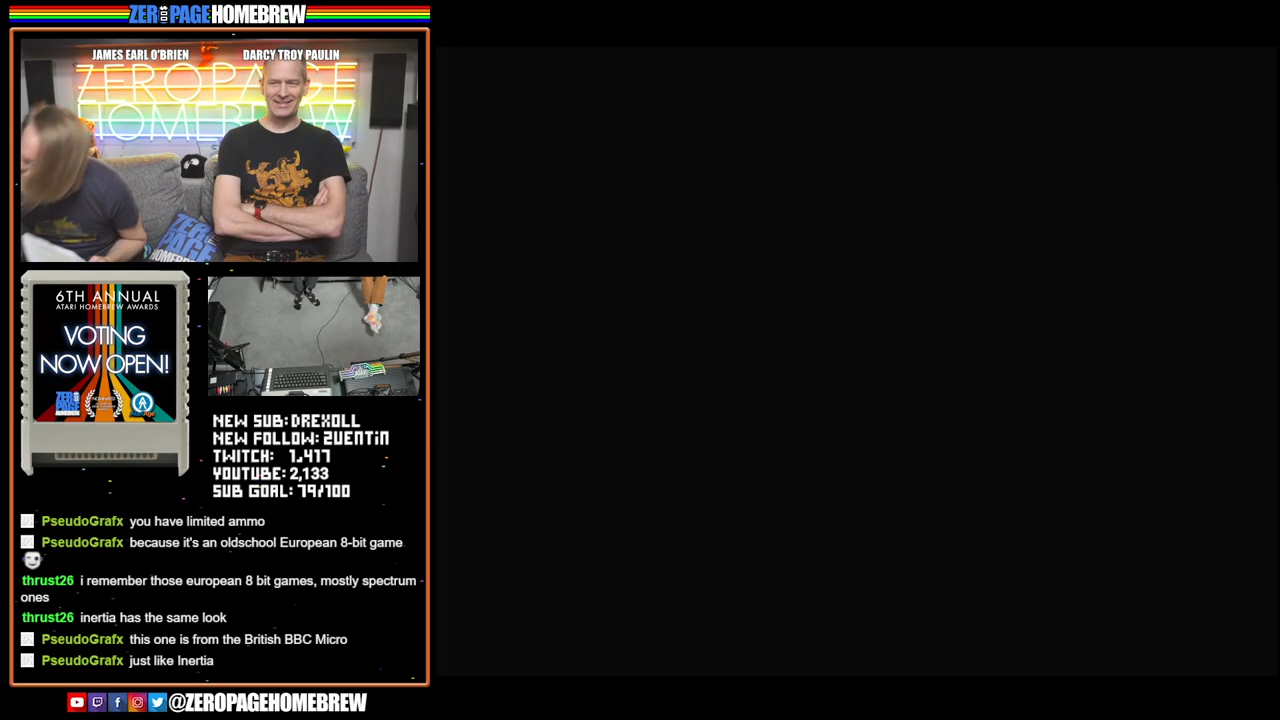 ZEROPAGE HOMEBREW
JAMES EARL O'BRIEN
DARCY TROY PAULIN
ZEROPAGE
HOMEBREW
ZERO
PAGE
HOMEBREW
6TH ANNUAL
ATARI HOMEBREW AWARDS
VOTING
NOW OPEN!
NEW SUB: DREXOLL
NEW FOLLOW: ZUENTIN
TWITCH: 1,417
YOUTUBE: 2,133
SUB GOAL: 79/100
PseudoGrafx you have limited ammo
PseudoGrafx because it's an oldschool European 8-bit game
thrust26 i remember those european 8 bit games, mostly spectrum
ones
thrust26 inertia has the same look
PseudoGrafx this one is from the British BBC Micro
PseudoGrafx just like Inertia
@ZEROPAGEHOMEBREW